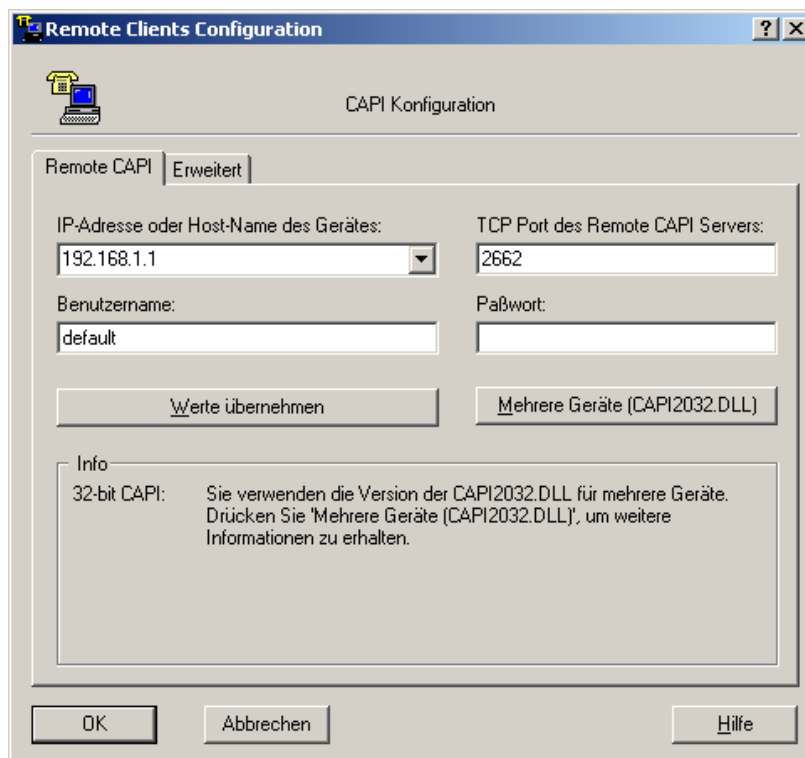 Remote Clients Configuration
CAPI Konfiguration
Remote CAPI
Erweitert
IP-Adresse oder Host-Name des Gerätes:
TCP Port des Remote CAPI Servers:
192.168.1.1
2662
Benutzername:
Paßwort:
default
Werte übernehmen
Mehrere Geräte (CAPI2032.DLL)
Info
32-bit CAPI:
Sie verwenden die Version der CAPI2032.DLL für mehrere Geräte.
Drücken Sie 'Mehrere Geräte (CAPI2032.DLL)', um weitere
Informationen zu erhalten.
OK
Abbrechen
Hilfe